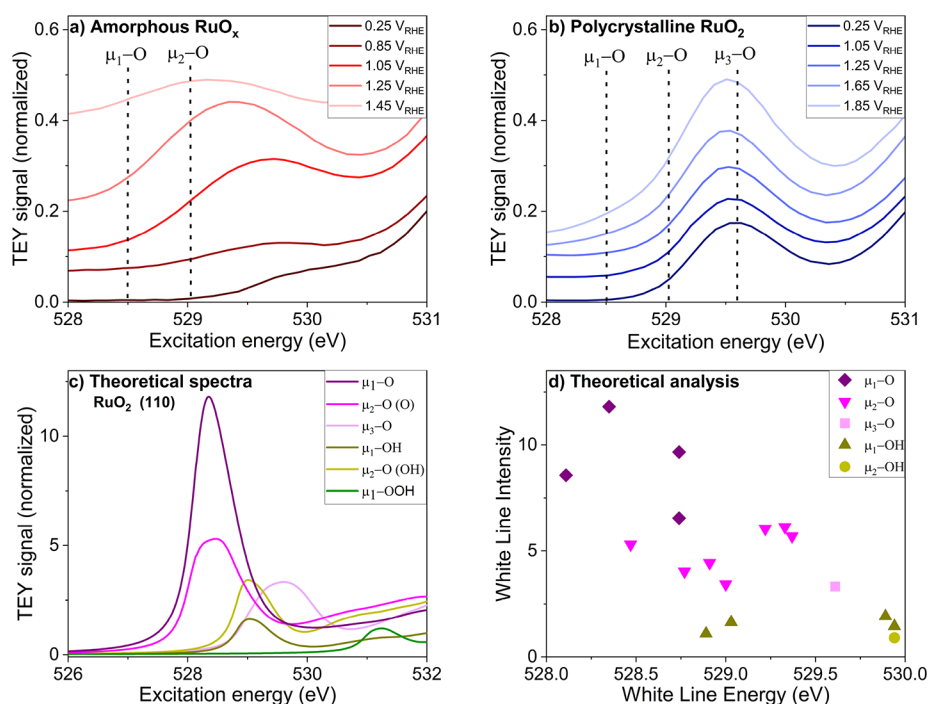 a) Amorphous RuOx
μ1–O
μ2–O
0.25 VRHE
0.85 VRHE
1.05 VRHE
1.25 VRHE
1.45 VRHE
0.6
0.4
0.2
0.0
TEY signal (normalized)
528
529
530
531
Excitation energy (eV)
b) Polycrystalline RuO2
μ1–O
μ2–O
μ3–O
0.25 VRHE
1.05 VRHE
1.25 VRHE
1.65 VRHE
1.85 VRHE
0.6
0.4
0.2
0.0
TEY signal (normalized)
528
529
530
531
Excitation energy (eV)
c) Theoretical spectra
RuO2 (110)
μ1–O
μ2–O (O)
μ3–O
μ1–OH
μ2–O (OH)
μ1–OOH
10
5
0
TEY signal (normalized)
526
528
530
532
Excitation energy (eV)
d) Theoretical analysis
μ1–O
μ2–O
μ3–O
μ1–OH
μ2–OH
10
5
0
White Line Intensity
528.0
528.5
529.0
529.5
530.0
White Line Energy (eV)